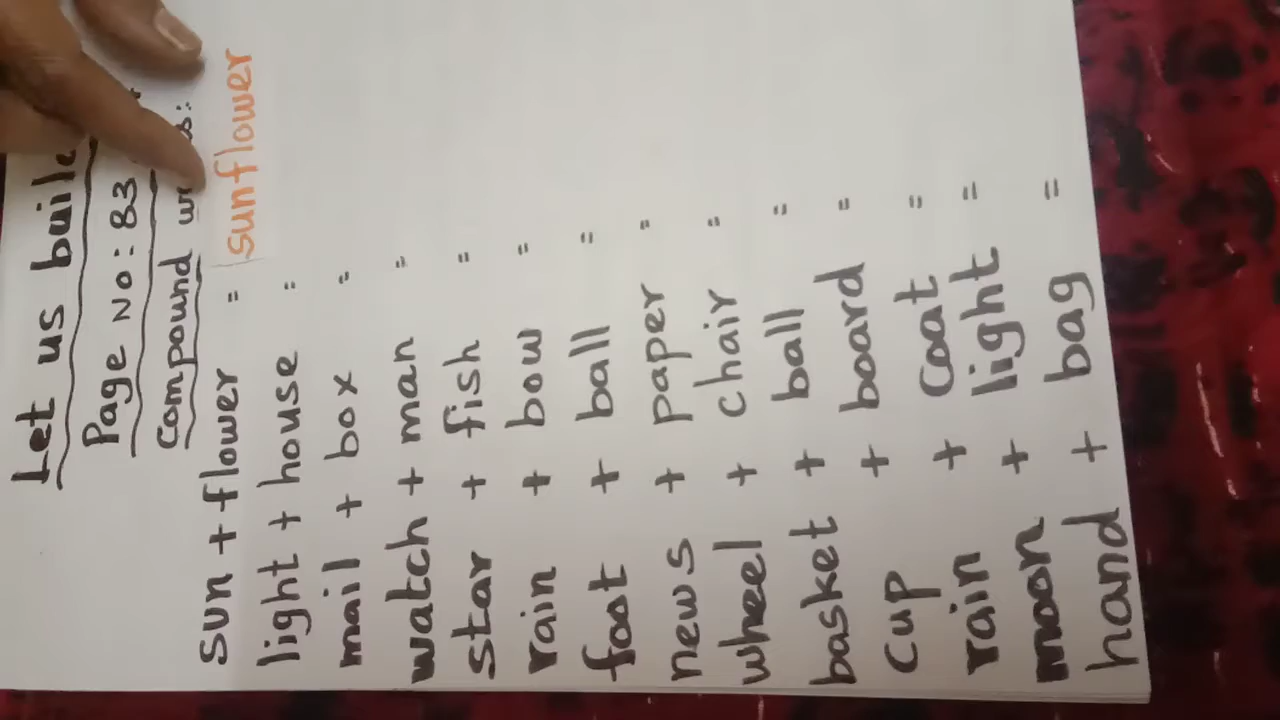 Let us build
Page No: 83
Compound
sun + flower = sunflower
light + house =
mail + box =
watch + man =
star + fish =
rain + bow =
foot + ball =
news + paper =
wheel + chair =
basket + ball =
cup + board =
rain + coat =
moon + light =
hand + bag =